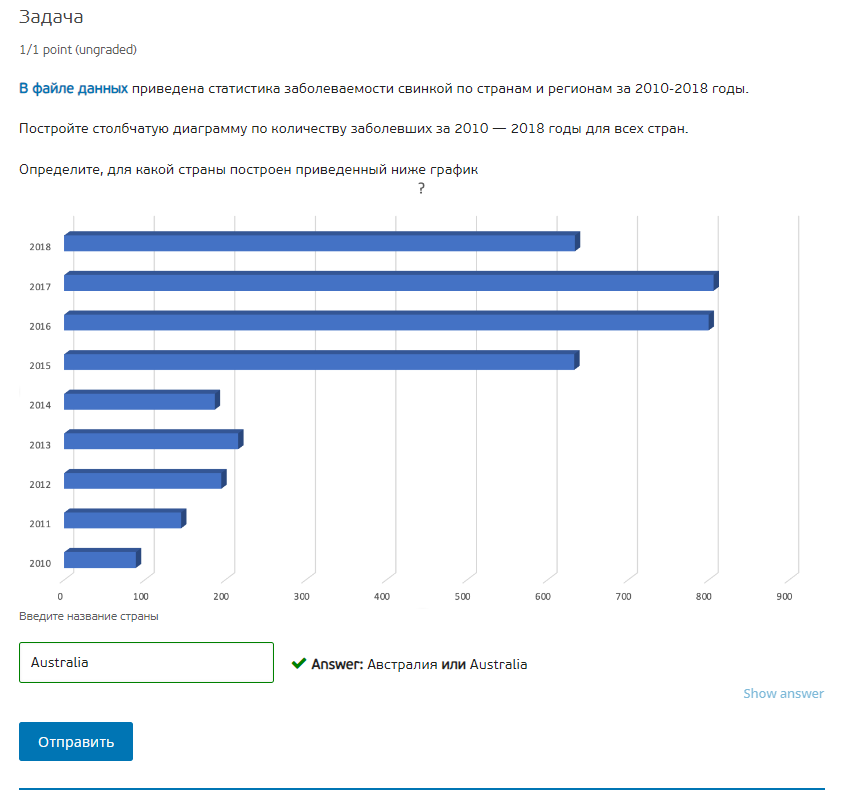 Задача
1/1 point (ungraded)
В файле данных приведена статистика заболеваемости свинкой по странам и регионам за 2010-2018 годы.
Постройте столбчатую диаграмму по количеству заболевших за 2010 — 2018 годы для всех стран.
Определите, для какой страны построен приведенный ниже график
?
2018
2017
2016
2015
2014
2013
2012
2011
2010
0 100 200 300 400 500 600 700 800 900
Введите название страны
Australia
Answer: Австралия или Australia
Show answer
Отправить